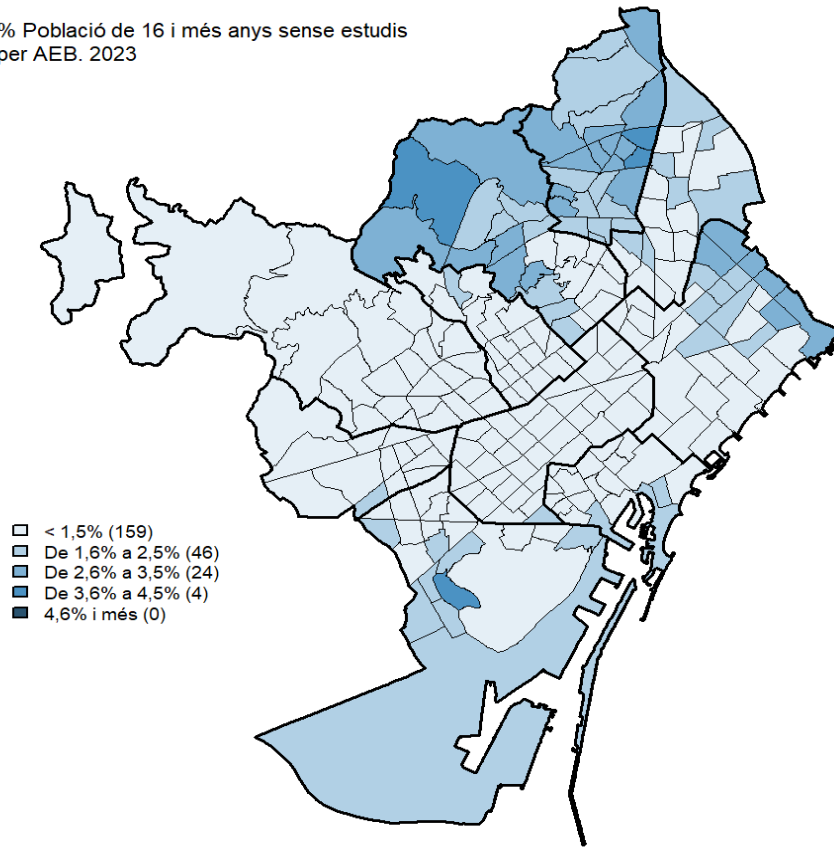 % Població de 16 i més anys sense estudis
per AEB. 2023
< 1,5% (159)
De 1,6% a 2,5% (46)
De 2,6% a 3,5% (24)
De 3,6% a 4,5% (4)
4,6% i més (0)